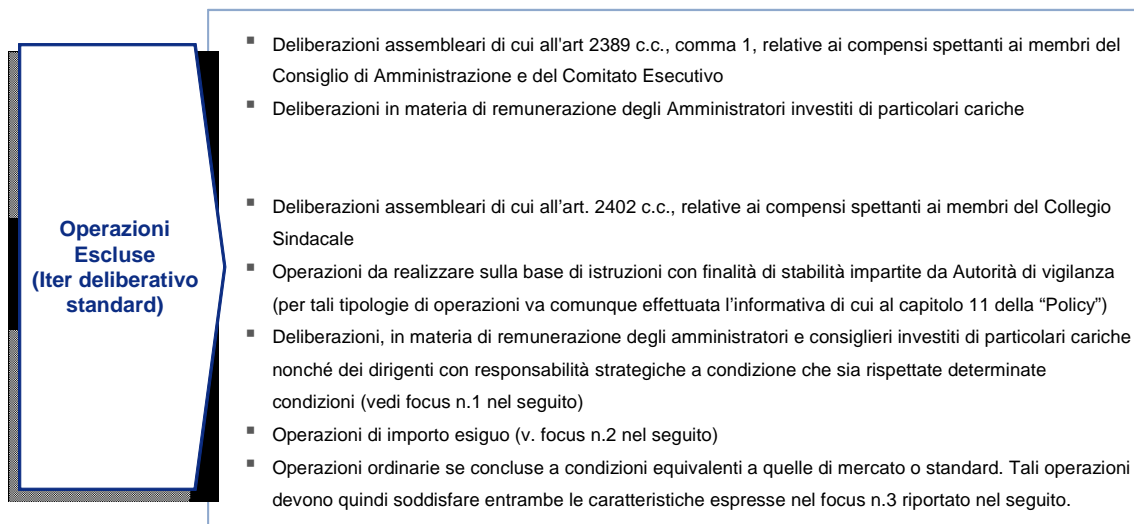 ▪ Deliberazioni assembleari di cui all'art 2389 c.c., comma 1, relative ai compensi spettanti ai membri del
Consiglio di Amministrazione e del Comitato Esecutivo
▪ Deliberazioni in materia di remunerazione degli Amministratori investiti di particolari cariche
Operazioni
Escluse
(Iter deliberativo
standard)
▪ Deliberazioni assembleari di cui all'art. 2402 c.c., relative ai compensi spettanti ai membri del Collegio
Sindacale
▪ Operazioni da realizzare sulla base di istruzioni con finalità di stabilità impartite da Autorità di vigilanza
(per tali tipologie di operazioni va comunque effettuata l'informativa di cui al capitolo 11 della “Policy”)
▪ Deliberazioni, in materia di remunerazione degli amministratori e consiglieri investiti di particolari cariche
nonché dei dirigenti con responsabilità strategiche a condizione che sia rispettate determinate
condizioni (vedi focus n.1 nel seguito)
▪ Operazioni di importo esiguo (v. focus n.2 nel seguito)
▪ Operazioni ordinarie se concluse a condizioni equivalenti a quelle di mercato o standard. Tali operazioni
devono quindi soddisfare entrambe le caratteristiche espresse nel focus n.3 riportato nel seguito.